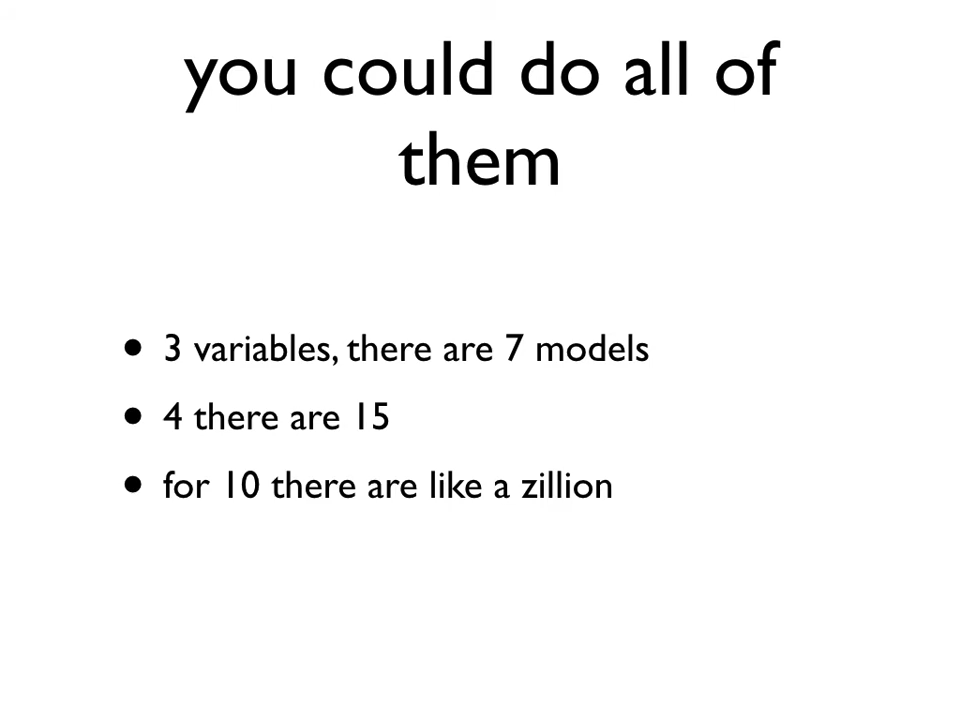 you could do all of
them
• 3 variables, there are 7 models
• 4 there are 15
• for 10 there are like a zillion